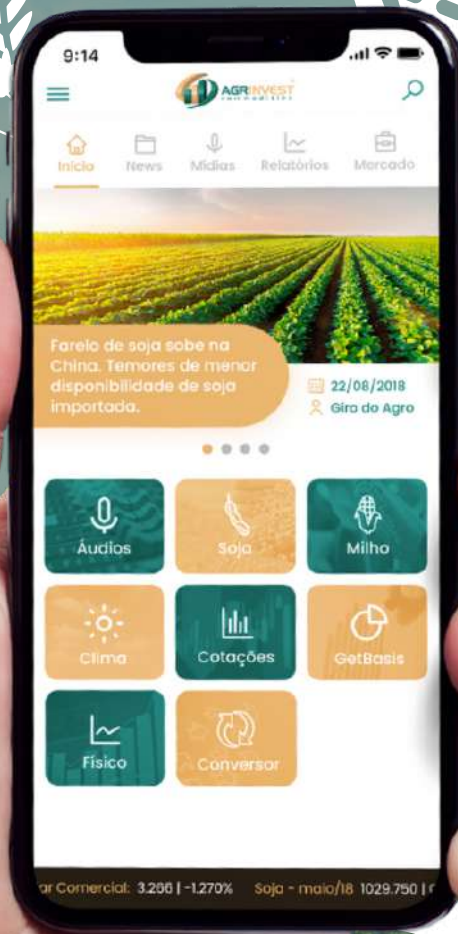 9:14
AGRINVEST
commodities
Início News Mídias Relatórios Mercado
Farelo de soja sobe na
China. Temores de menor
disponibilidade de soja
importada.
22/08/2018
Giro do Agro
Áudios Soja Milho
Clima Cotações GetBasis
Físico Conversor
ar Comercial: 3.266 | -1.270% Soja - maio/18 1029.750 |